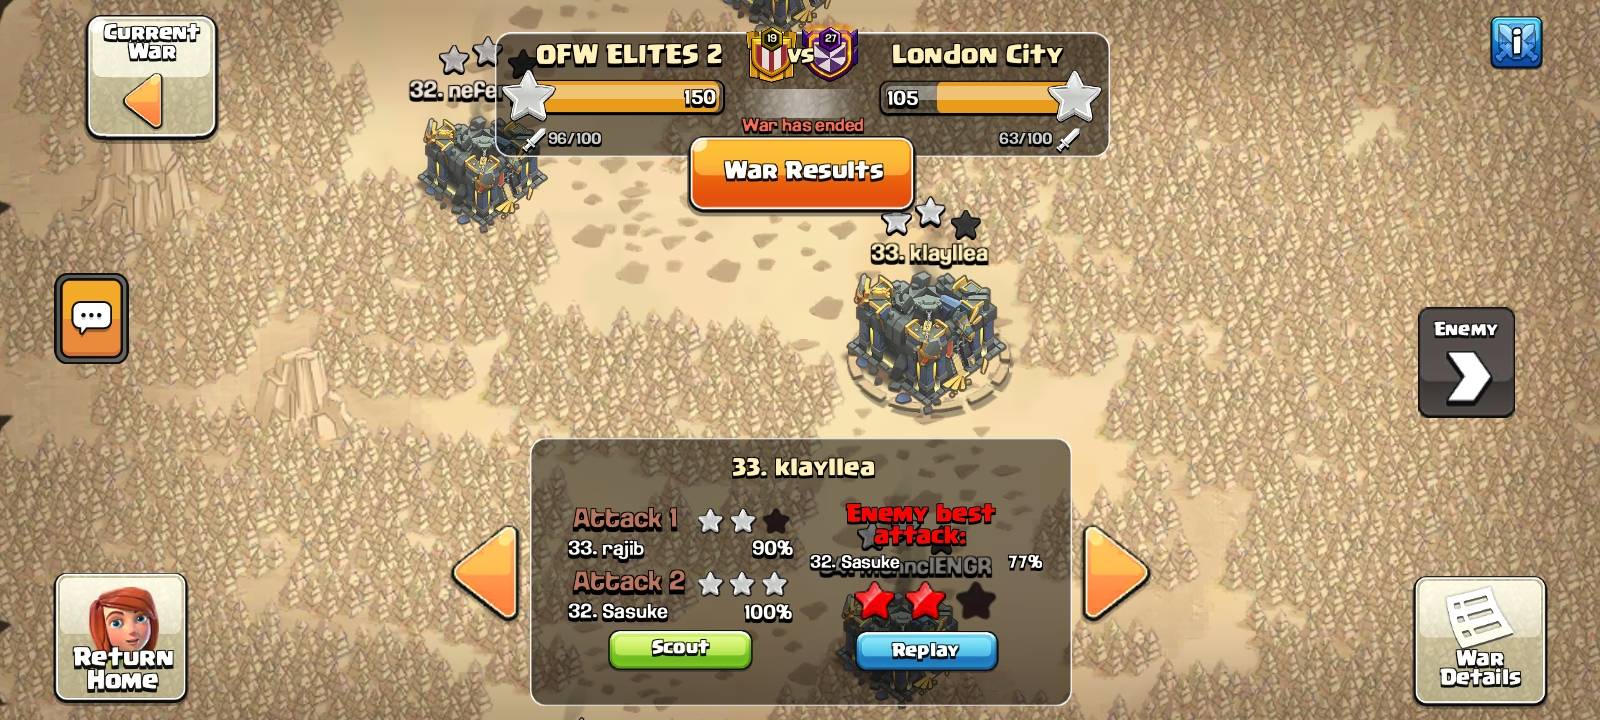 Current
War
OFW ELITES 2
19
VS
27
London City
32. nefer
150
105
96/100
War has ended
63/100
War Results
33. klayllea
Enemy
33. klayllea
Attack 1
33. rajib
90%
Attack 2
32. Sasuke
100%
Scout
Enemy best
attack:
32. Sasuke
77%
Replay
Return
Home
War
Details